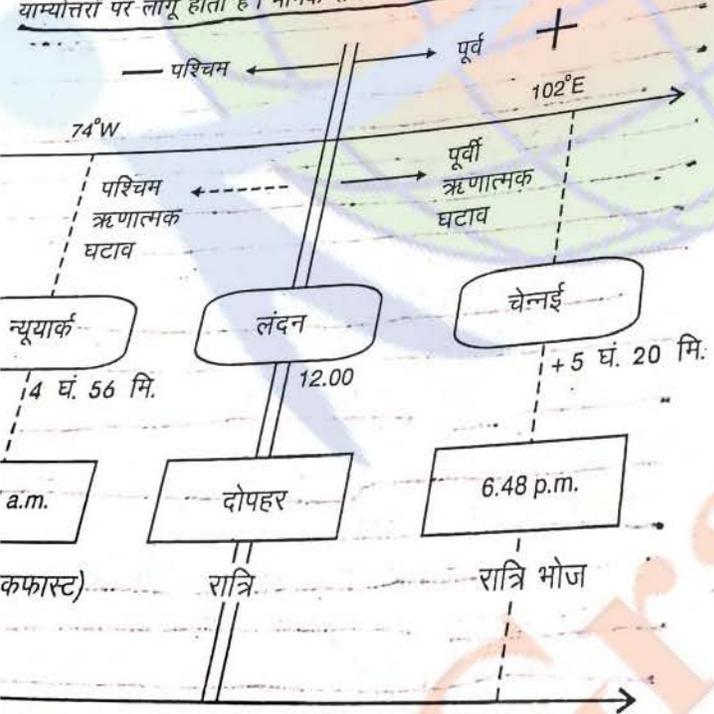 याम्योत्तरों पर लागू होता है। मानक
— पश्चिम पूर्व +
74°W 102°E
पश्चिम
ऋणात्मक
घटाव
पूर्वी
ऋणात्मक
घटाव
न्यूयार्क लंदन चेन्नई
4 घं. 56 मि. 12.00 +5 घं. 20 मि.
a.m. दोपहर 6.48 p.m.
कफास्ट) रात्रि रात्रि भोज